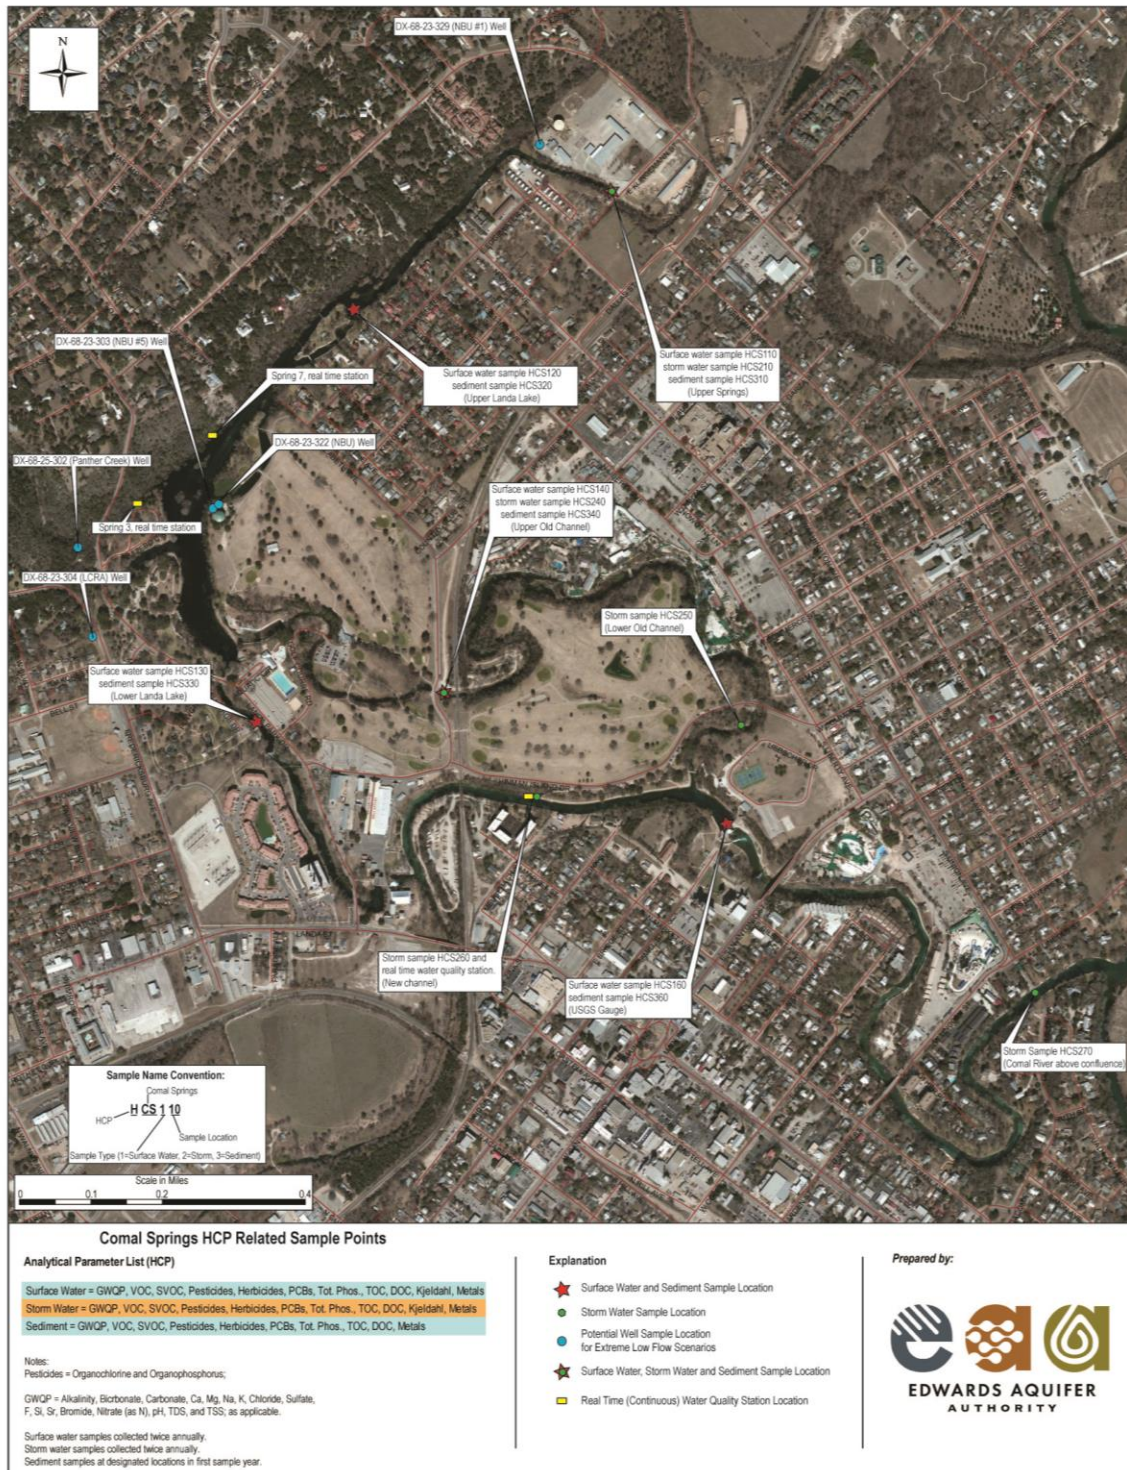 N
DX-68-23-329 (NBU #1) Well
DX-68-23-303 (NBU #5) Well
Spring 7, real time station
Surface water sample HCS120
sediment sample HCS320
(Upper Landa Lake)
Surface water sample HCS110
storm water sample HCS210
sediment sample HCS310
(Upper Springs)
DX-68-23-322 (NBU) Well
DX-68-25-302 (Panther Creek) Well
Surface water sample HCS140
storm water sample HCS240
sediment sample HCS340
(Upper Old Channel)
Spring 3, real time station
DX-68-23-304 (LCRA) Well
Storm sample HCS250
(Lower Old Channel)
Surface water sample HCS130
sediment sample HCS330
(Lower Landa Lake)
LANDA ST
Storm sample HCS260 and
real time water quality station.
(New channel)
Surface water sample HCS160
sediment sample HCS360
(USGS Gauge)
Storm Sample HCS270
(Comal River above confluence)
Sample Name Convention:
Comal Springs
H CS 1 10
HCP
Sample Location
Sample Type (1=Surface Water, 2=Storm, 3=Sediment)
Scale in Miles
0 0.1 0.2 0.4
Comal Springs HCP Related Sample Points
Analytical Parameter List (HCP)
Surface Water = GWQP, VOC, SVOC, Pesticides, Herbicides, PCBs, Tot. Phos., TOC, DOC, Kjeldahl, Metals
Storm Water = GWQP, VOC, SVOC, Pesticides, Herbicides, PCBs, Tot. Phos., TOC, DOC, Kjeldahl, Metals
Sediment = GWQP, VOC, SVOC, Pesticides, Herbicides, PCBs, Tot. Phos., TOC, DOC, Metals
Notes:
Pesticides = Organochlorine and Organophosphorus;
GWQP = Alkalinity, Bicrbonate, Carbonate, Ca, Mg, Na, K, Chloride, Sulfate,
F, Si, Sr, Bromide, Nitrate (as N), pH, TDS, and TSS; as applicable.
Surface water samples collected twice annually.
Storm water samples collected twice annually.
Sediment samples at designated locations in first sample year.
Explanation
Surface Water and Sediment Sample Location
Storm Water Sample Location
Potential Well Sample Location
for Extreme Low Flow Scenarios
Surface Water, Storm Water and Sediment Sample Location
Real Time (Continuous) Water Quality Station Location
Prepared by:
eaa
EDWARDS AQUIFER
AUTHORITY